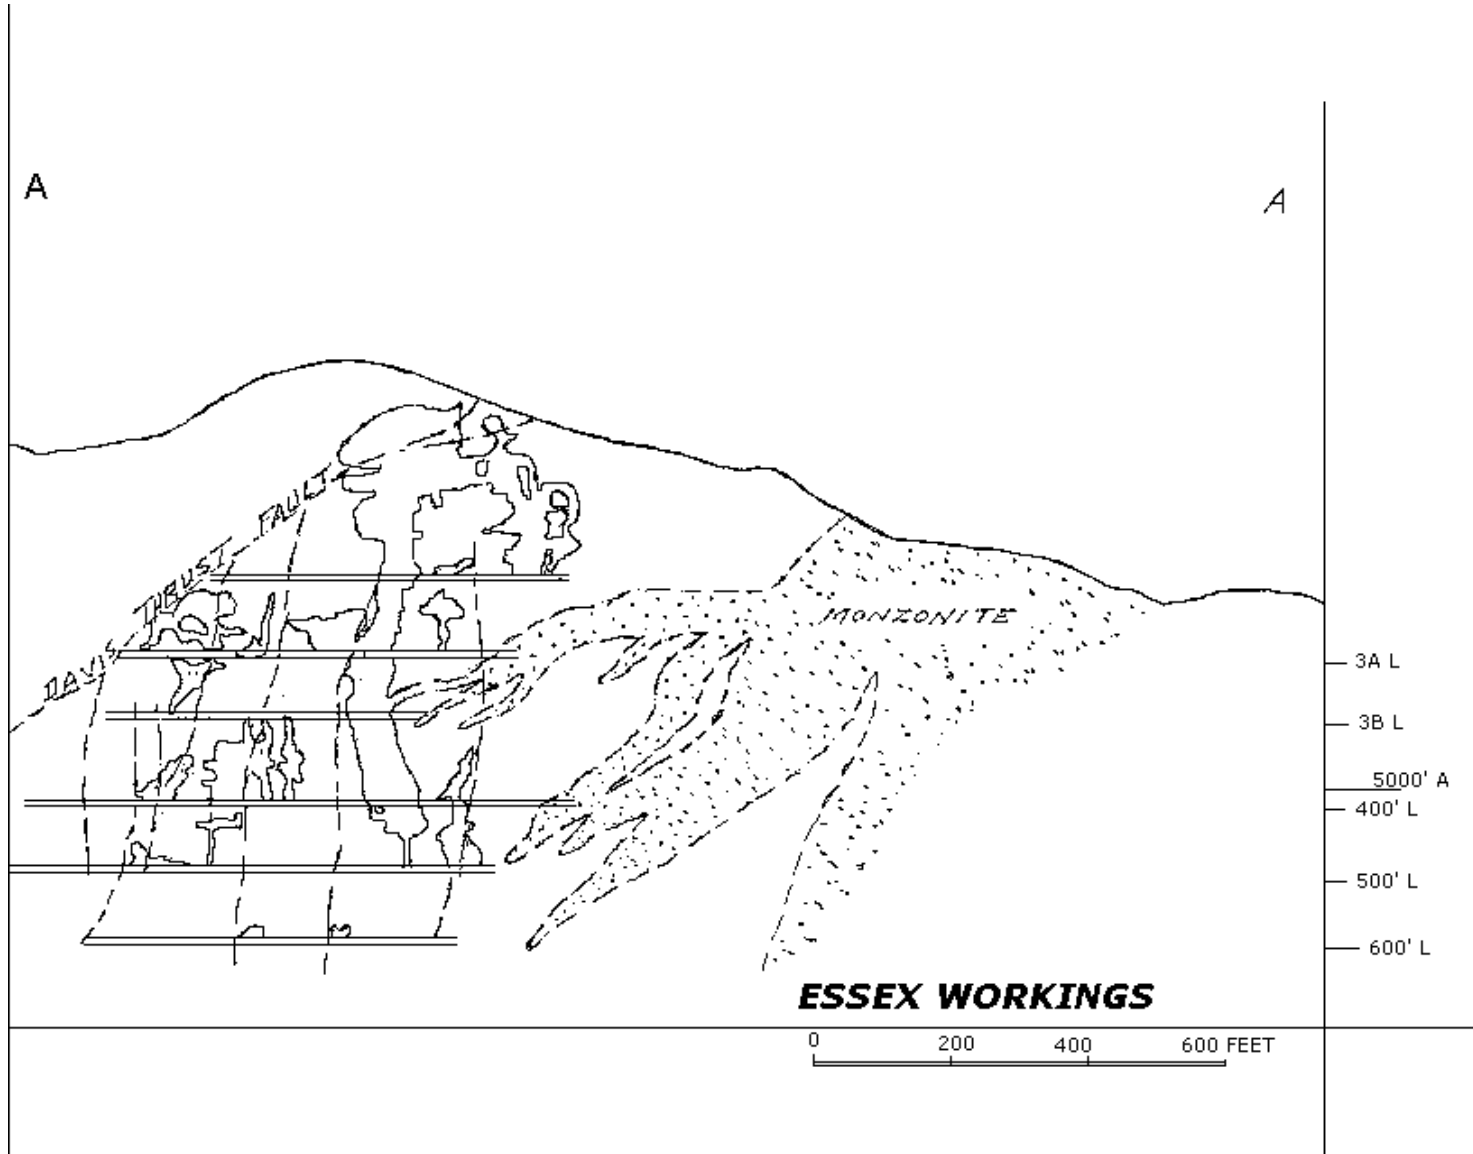 A
A
DAVIS THRUST FAULT
MONZONITE
3A L
3B L
5000' A
400' L
500' L
600' L
ESSEX WORKINGS
0 200 400 600 FEET